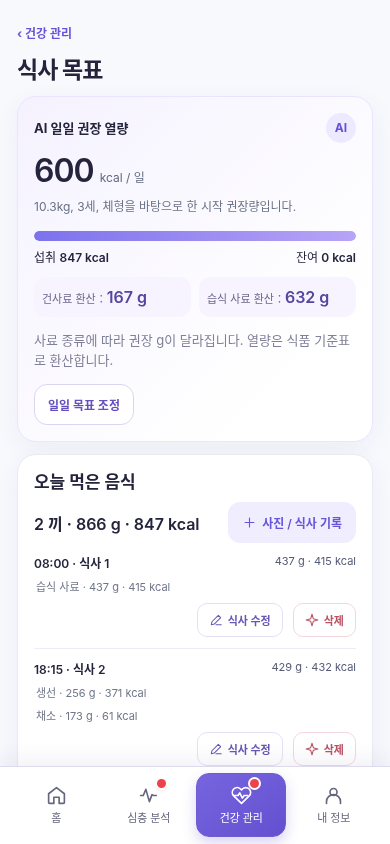 ‹ 건강 관리
식사 목표
AI 일일 권장 열량
AI
600 kcal / 일
10.3kg, 3세, 체형을 바탕으로 한 시작 권장량입니다.
섭취 847 kcal 잔여 0 kcal
건사료 환산 : 167 g 습식 사료 환산 : 632 g
사료 종류에 따라 권장 g이 달라집니다. 열량은 식품 기준표
로 환산합니다.
일일 목표 조정
오늘 먹은 음식
2 끼 · 866 g · 847 kcal
+ 사진 / 식사 기록
08:00 · 식사 1 437 g · 415 kcal
습식 사료 · 437 g · 415 kcal
식사 수정 삭제
18:15 · 식사 2 429 g · 432 kcal
생선 · 256 g · 371 kcal
채소 · 173 g · 61 kcal
식사 수정 삭제
홈 심층 분석 건강 관리 내 정보